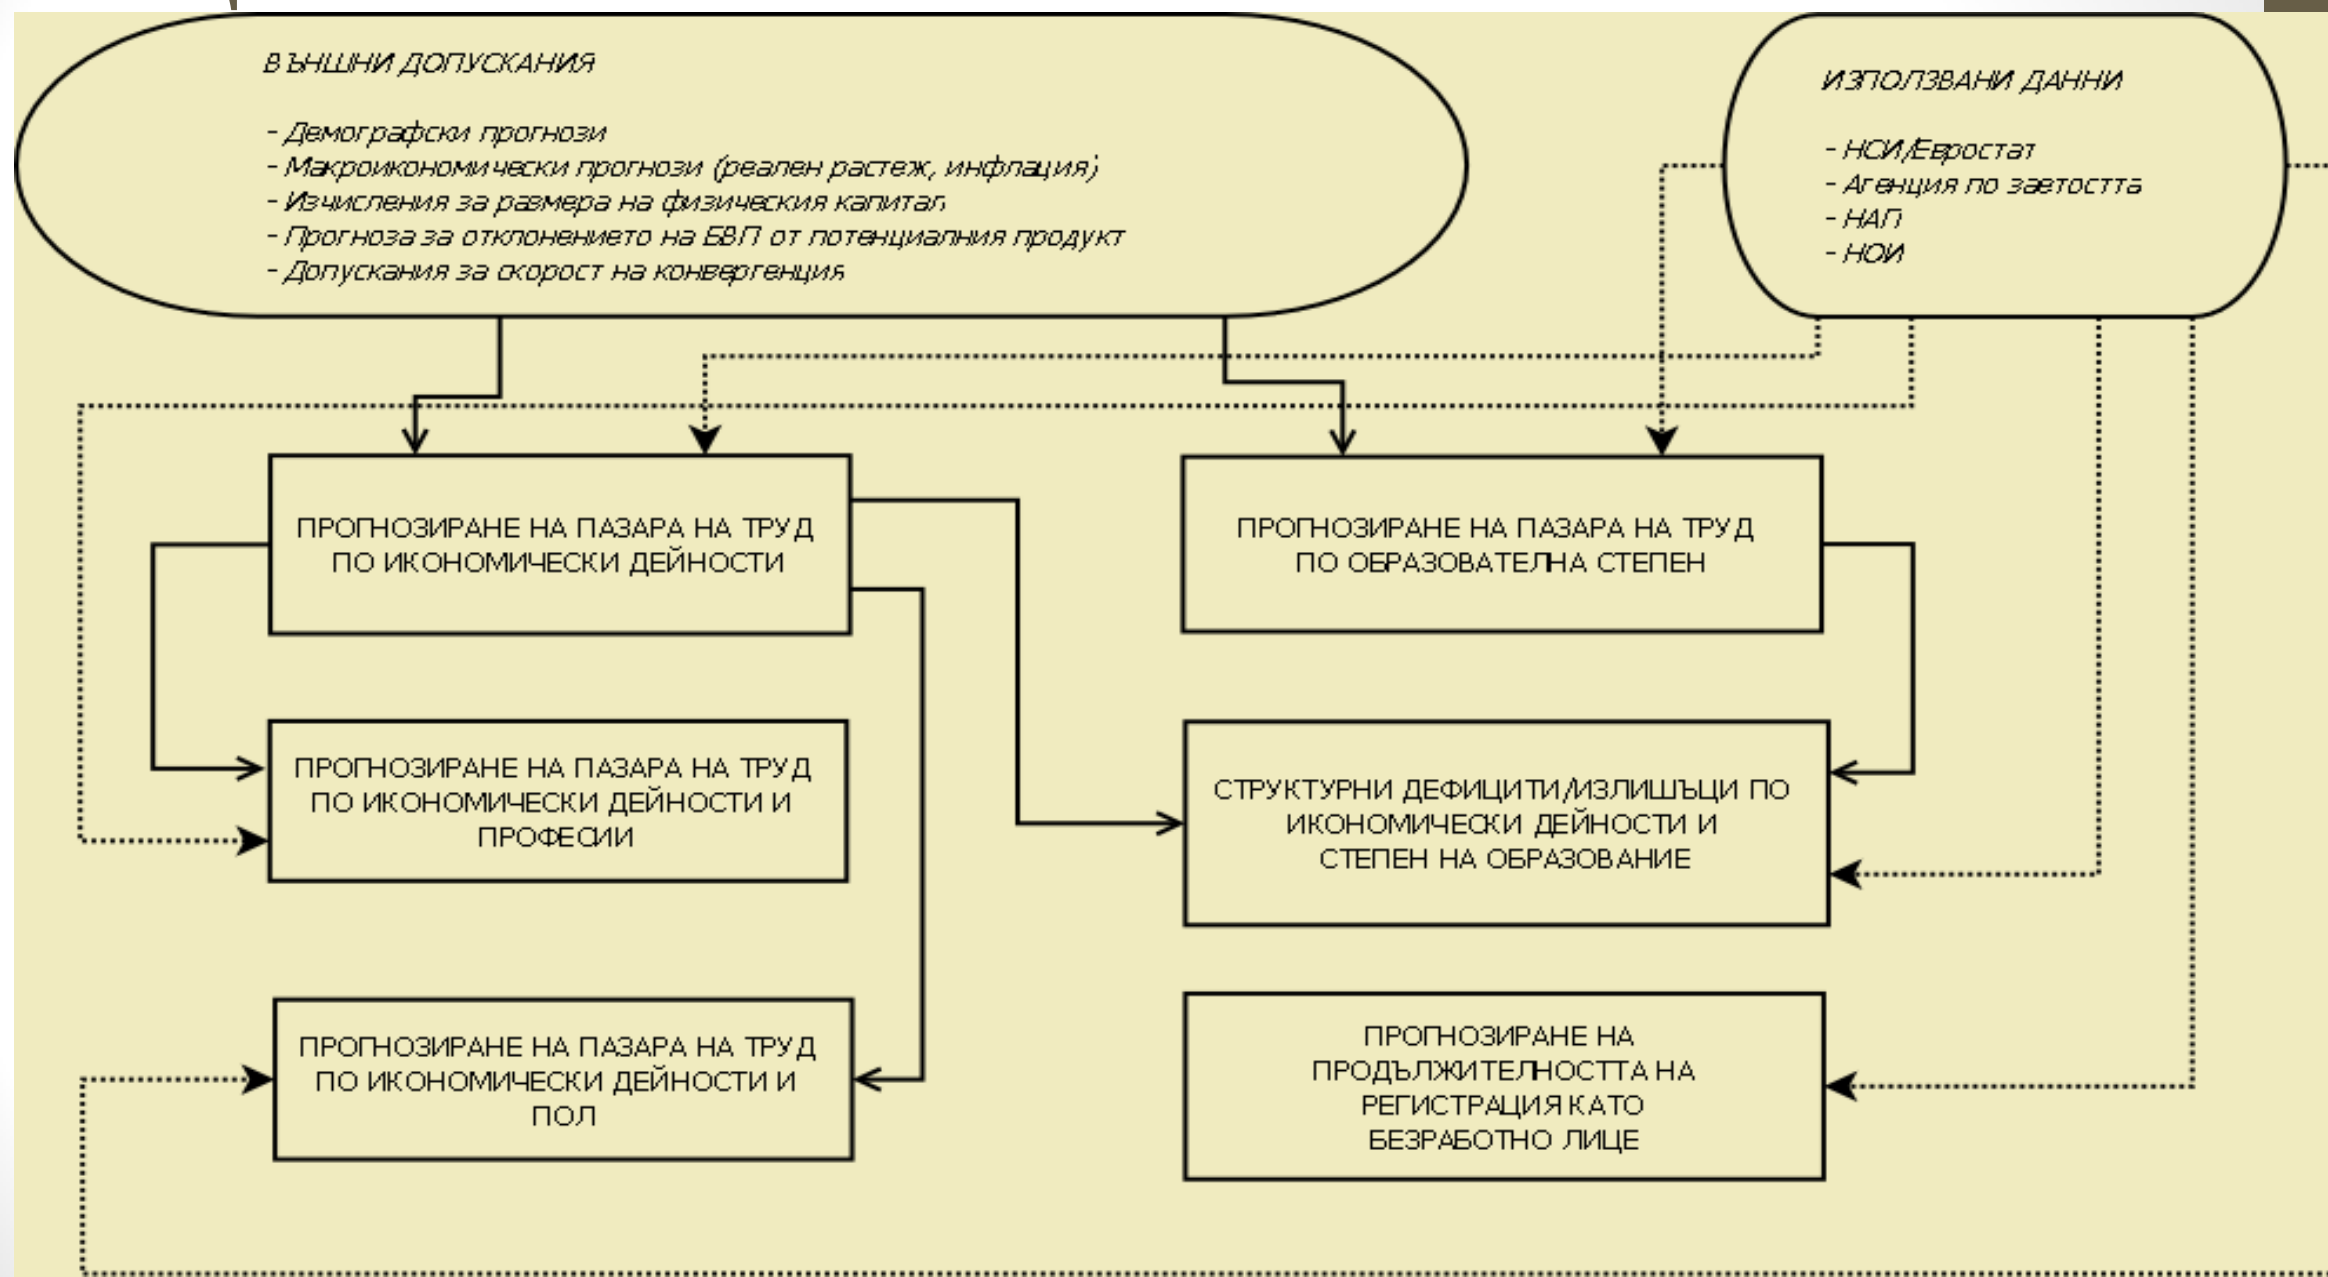 ВЪНШНИ ДОПУСКАНИЯ
- Демографски прогнози
- Макроикономически прогнози (реален растеж, инфлация)
- Изчисления за размера на физическия капитал
- Прогноза за отклонението на БВП от потенциалния продукт
- Допускания за скорост на конвергенция
ИЗПОЛЗВАНИ ДАННИ
- НСИ/Евростат
- Агенция по заетостта
- НАП
- НОИ
ПРОГНОЗИРАНЕ НА ПАЗАРА НА ТРУД
ПО ИКОНОМИЧЕСКИ ДЕЙНОСТИ
ПРОГНОЗИРАНЕ НА ПАЗАРА НА ТРУД
ПО ОБРАЗОВАТЕЛНА СТЕПЕН
ПРОГНОЗИРАНЕ НА ПАЗАРА НА ТРУД
ПО ИКОНОМИЧЕСКИ ДЕЙНОСТИ И
ПРОФЕСИИ
СТРУКТУРНИ ДЕФИЦИТИ/ИЗЛИШЪЦИ ПО
ИКОНОМИЧЕСКИ ДЕЙНОСТИ И
СТЕПЕН НА ОБРАЗОВАНИЕ
ПРОГНОЗИРАНЕ НА ПАЗАРА НА ТРУД
ПО ИКОНОМИЧЕСКИ ДЕЙНОСТИ И
ПОЛ
ПРОГНОЗИРАНЕ НА
ПРОДЪЛЖИТЕЛНОСТТА НА
РЕГИСТРАЦИЯ КАТО
БЕЗРАБОТНО ЛИЦЕ